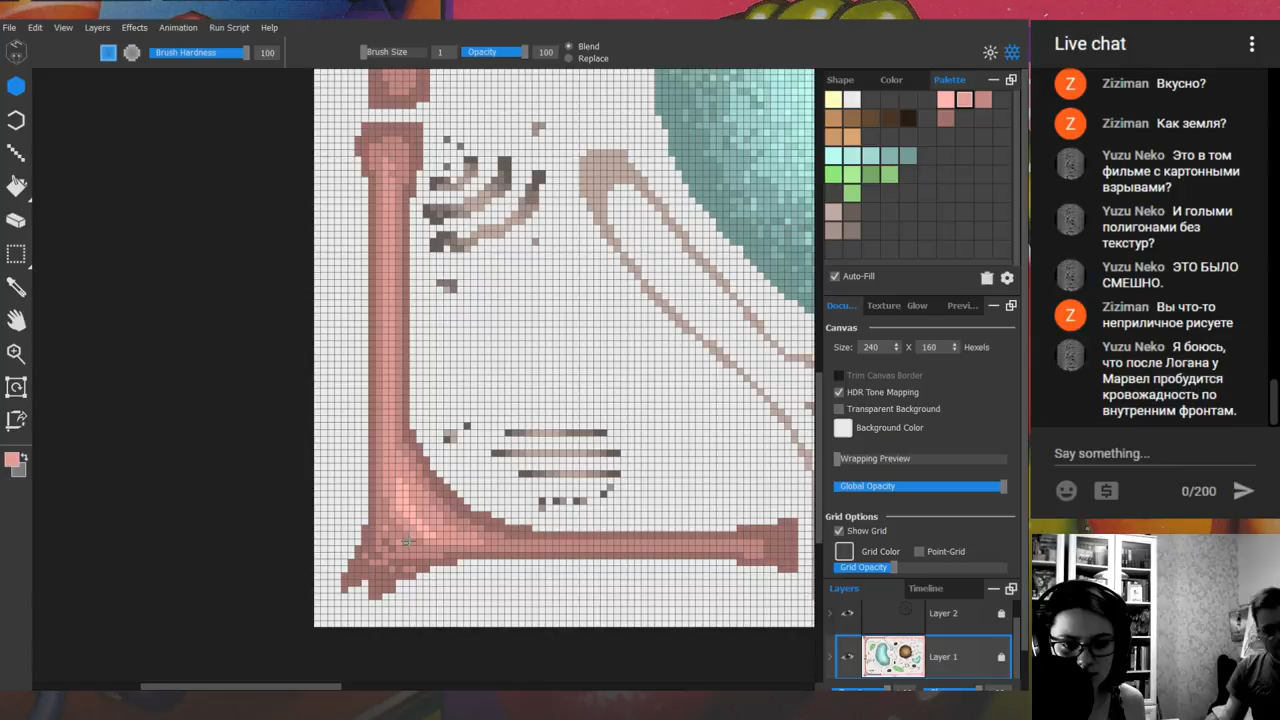 File Edit View Layers Effects Animation Run Script Help
Brush Hardness 100 Brush Size 1 Opacity 100 Blend
Replace
Shape Color Palette
Auto-Fill
Docu... Texture Glow Previ...
Canvas
Size: 240 X 160 Hexels
Trim Canvas Border
HDR Tone Mapping
Transparent Background
Background Color
Wrapping Preview
Global Opacity
Grid Options
Show Grid
Grid Color Point-Grid
Grid Opacity
Layers Timeline
Layer 2
Layer 1
Live chat
Z Ziziman Вкусно?
Z Ziziman Как земля?
Yuzu Neko Это в том
фильме с картонными
взрывами?
Yuzu Neko И голыми
полигонами без
текстур?
Yuzu Neko ЭТО БЫЛО
СМЕШНО.
Z Ziziman Вы что-то
неприличное рисуете
Yuzu Neko Я боюсь,
что после Логана у
Марвел пробудится
кровожадность по
внутренним фронтам.
Say something...
0/200